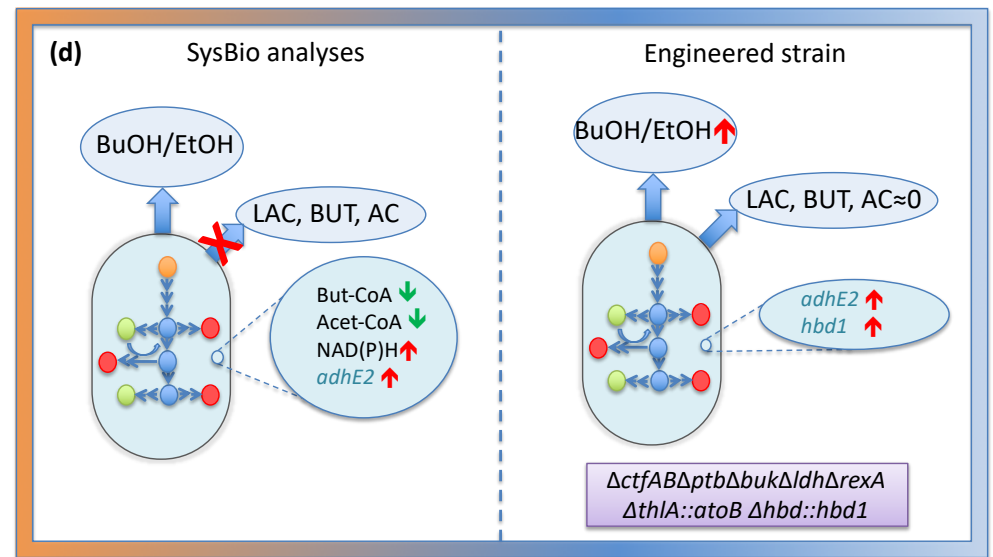 (d)
SysBio analyses
BuOH/EtOH
LAC, BUT, AC
But-CoA ↓
Acet-CoA ↓
NAD(P)H ↑
adhE2 ↑
Engineered strain
BuOH/EtOH ↑
LAC, BUT, AC≈0
adhE2 ↑
hbd1 ↑
ΔctfABΔptbΔbukΔldhΔrexA
ΔthlA::atoB Δhbd::hbd1